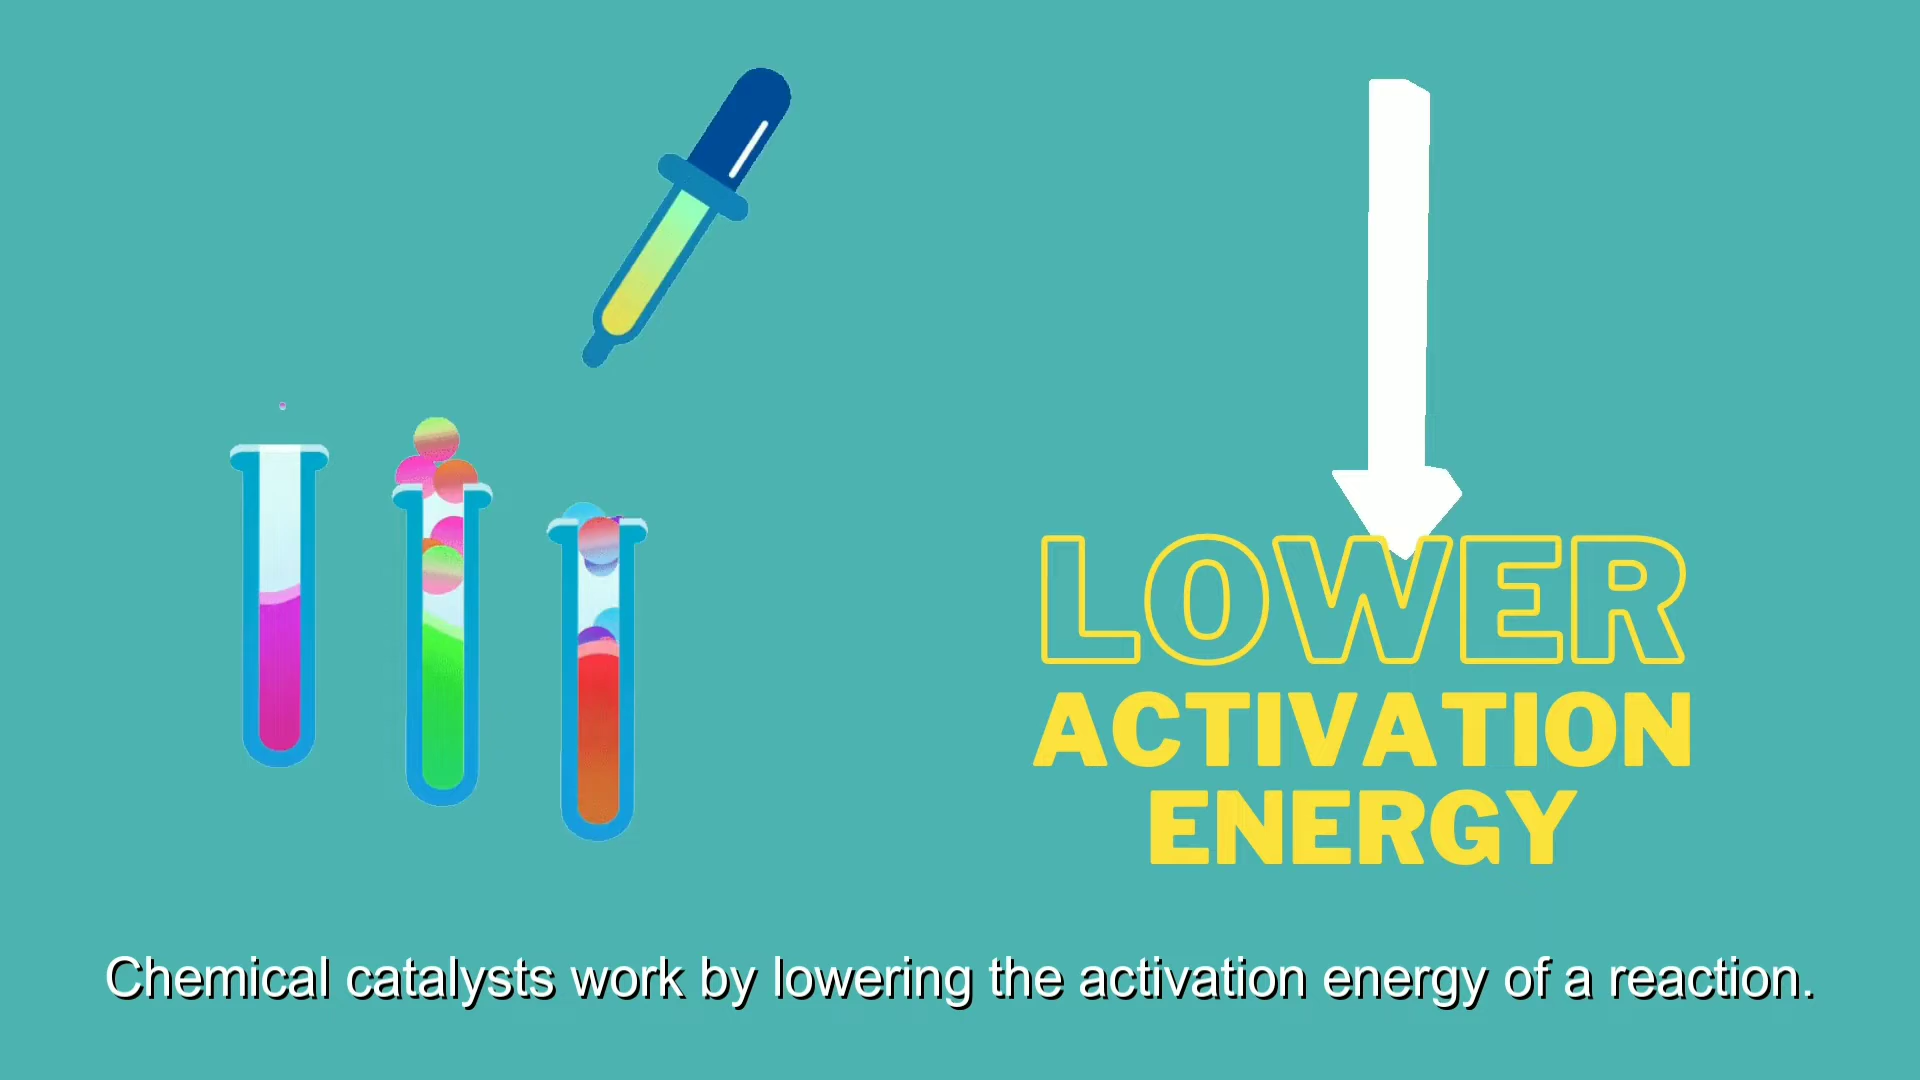 LOWER
ACTIVATION
ENERGY
Chemical catalysts work by lowering the activation energy of a reaction.